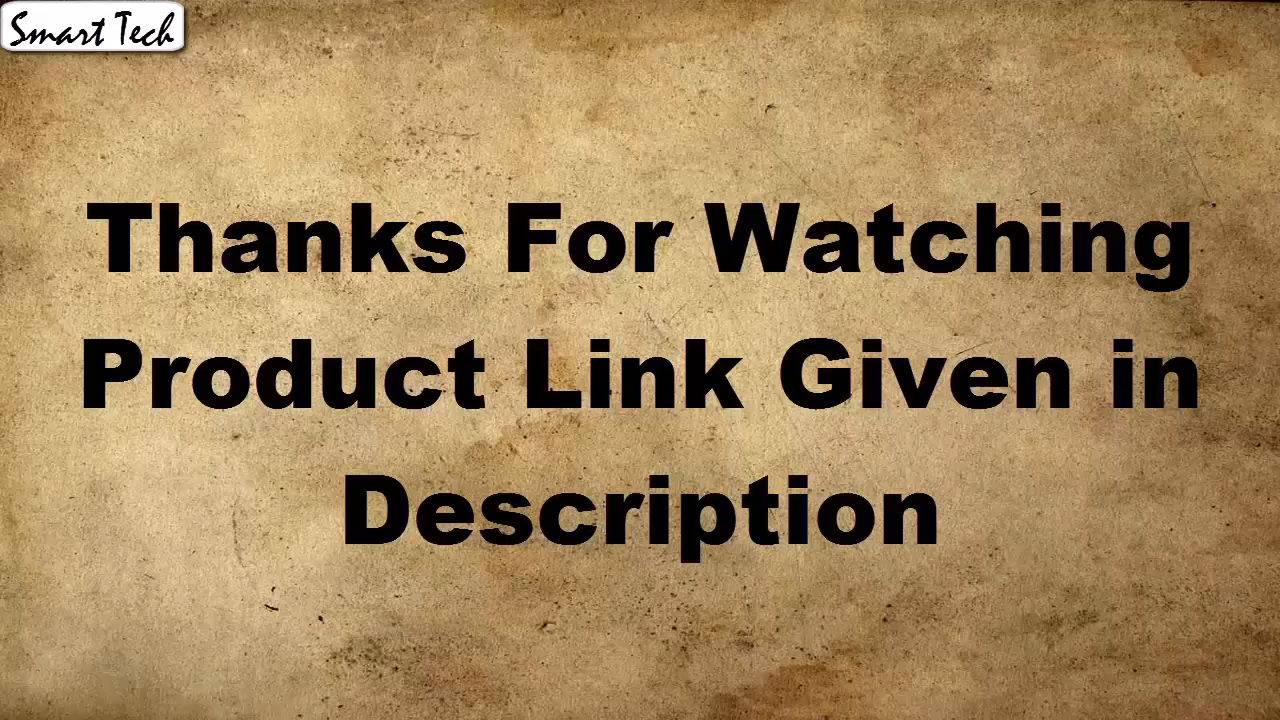 Smart Tech
Thanks For Watching
Product Link Given in
Description